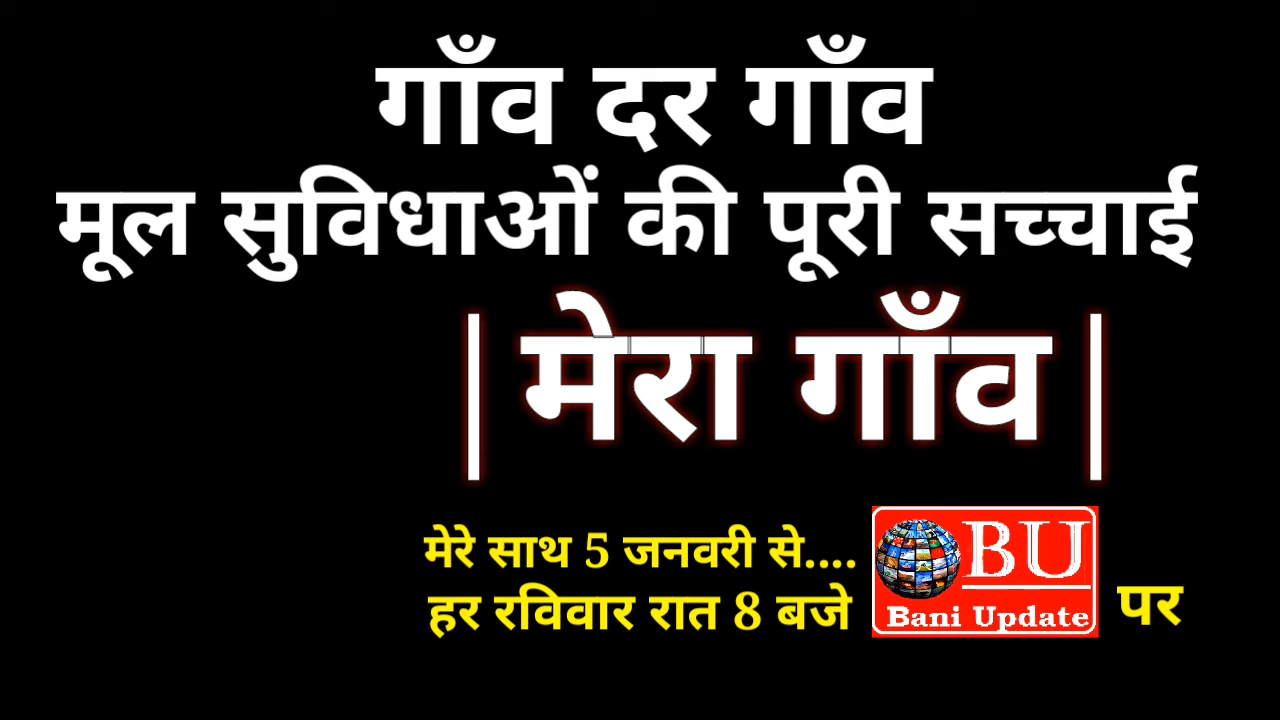 गाँव दर गाँव
मूल सुविधाओं की पूरी सच्चाई
|मेरा गाँव|
मेरे साथ 5 जनवरी से....
हर रविवार रात 8 बजे
BU
Bani Update
पर